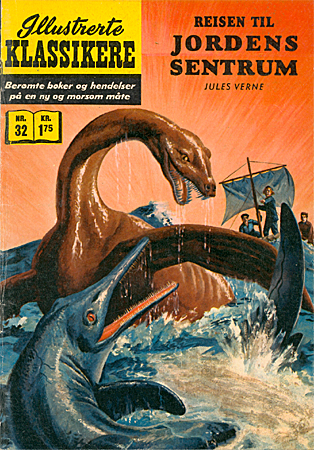 Illustrerte
KLASSIKERE
Berømte bøker og hendelser
på en ny og morsom måte
NR.
32
KR.
1.75
REISEN TIL
JORDENS
SENTRUM
JULES VERNE